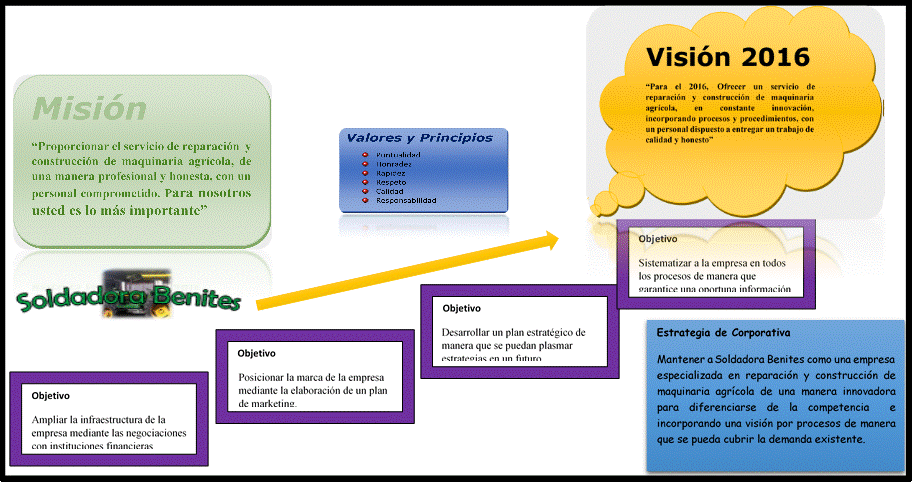 Misión
“Proporcionar el servicio de reparación y
construcción de maquinaria agrícola, de
una manera profesional y honesta, con un
personal comprometido. Para nosotros
usted es lo más importante”
Valores y Principios
Puntualidad
Honradez
Rapidez
Respeto
Calidad
Responsabilidad
Visión 2016
“Para el 2016, Ofrecer un servicio de
reparación y construcción de maquinaria
agrícola, en constante innovación,
incorporando procesos y procedimientos, con
un personal dispuesto a entregar un trabajo de
calidad y honesto”
Soldadora Benites
Objetivo
Ampliar la infraestructura de la
empresa mediante las negociaciones
con instituciones financieras
Objetivo
Posicionar la marca de la empresa
mediante la elaboración de un plan
de marketing.
Objetivo
Desarrollar un plan estratégico de
manera que se puedan plasmar
estrategias en un futuro
Objetivo
Sistematizar a la empresa en todos
los procesos de manera que
garantice una oportuna información
Estrategia de Corporativa
Mantener a Soldadora Benites como una empresa
especializada en reparación y construcción de
maquinaria agrícola de una manera innovadora
para diferenciarse de la competencia e
incorporando una visión por procesos de manera
que se pueda cubrir la demanda existente.